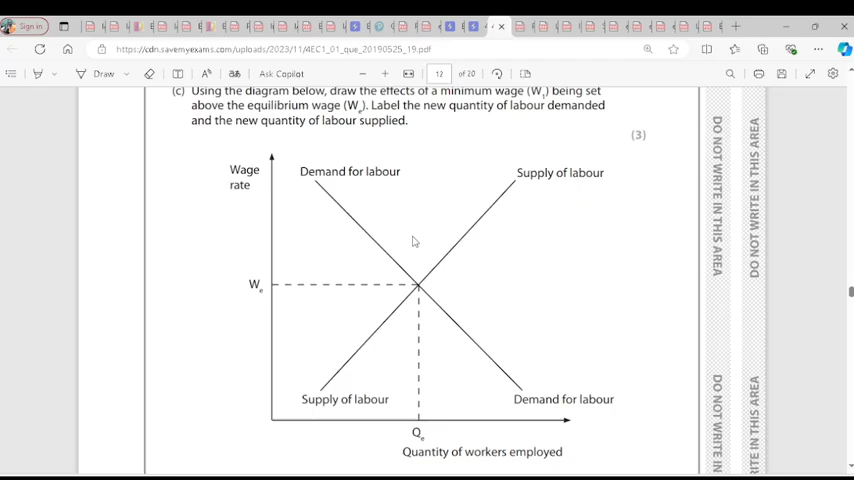 Sign in
https://cdn.savemyexams.com/uploads/2023/11/4EC1_01_que_20190525_19.pdf
Draw
Ask Copilot
12 of 20
(c) Using the diagram below, draw the effects of a minimum wage (W1) being set
above the equilibrium wage (We). Label the new quantity of labour demanded
and the new quantity of labour supplied.
(3)
Wage
rate
Demand for labour
Supply of labour
We
Supply of labour
Demand for labour
Qe
Quantity of workers employed
DO NOT WRITE IN THIS AREA
DO NOT WRITE IN THIS AREA
DO NOT WRITE IN
ITE IN THIS AREA